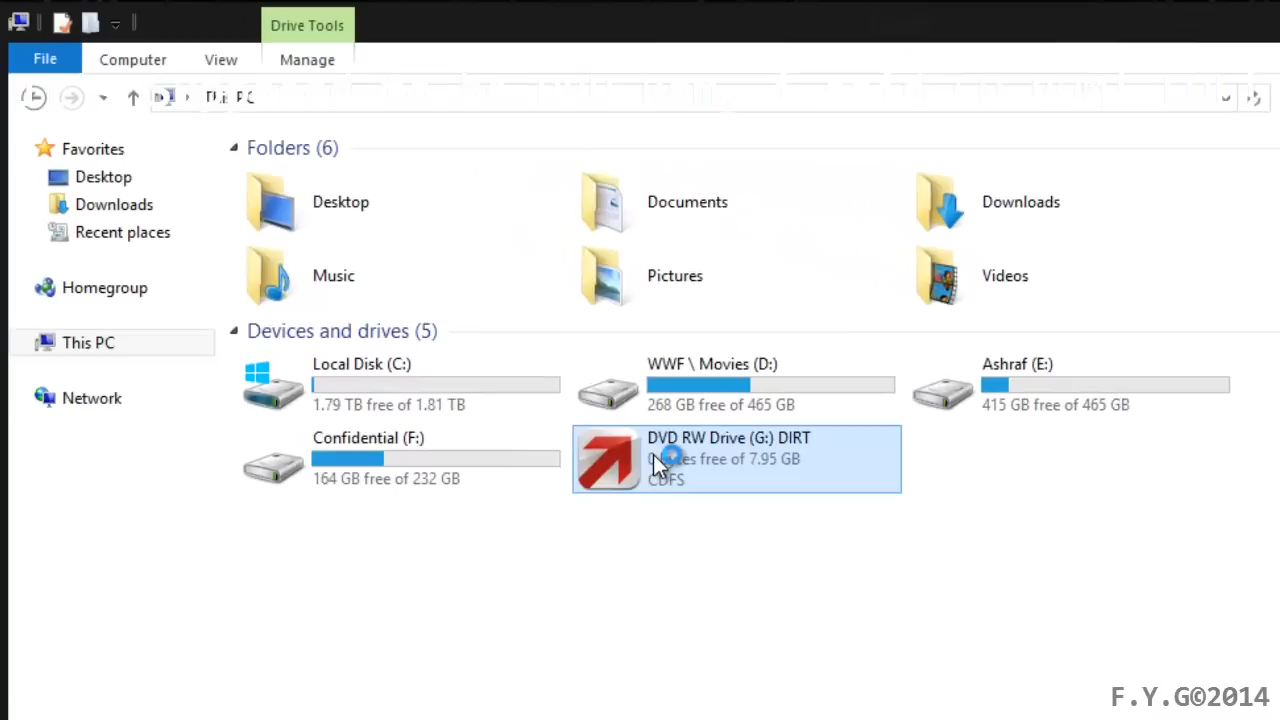 Drive Tools
File
Computer
View
Manage
This PC
Favorites
Desktop
Downloads
Recent places
Homegroup
This PC
Network
Folders (6)
Desktop
Documents
Downloads
Music
Pictures
Videos
Devices and drives (5)
Local Disk (C:)
1.79 TB free of 1.81 TB
WWF \ Movies (D:)
268 GB free of 465 GB
Ashraf (E:)
415 GB free of 465 GB
Confidential (F:)
164 GB free of 232 GB
DVD RW Drive (G:) DIRT
free of 7.95 GB
CDFS
F.Y.G©2014